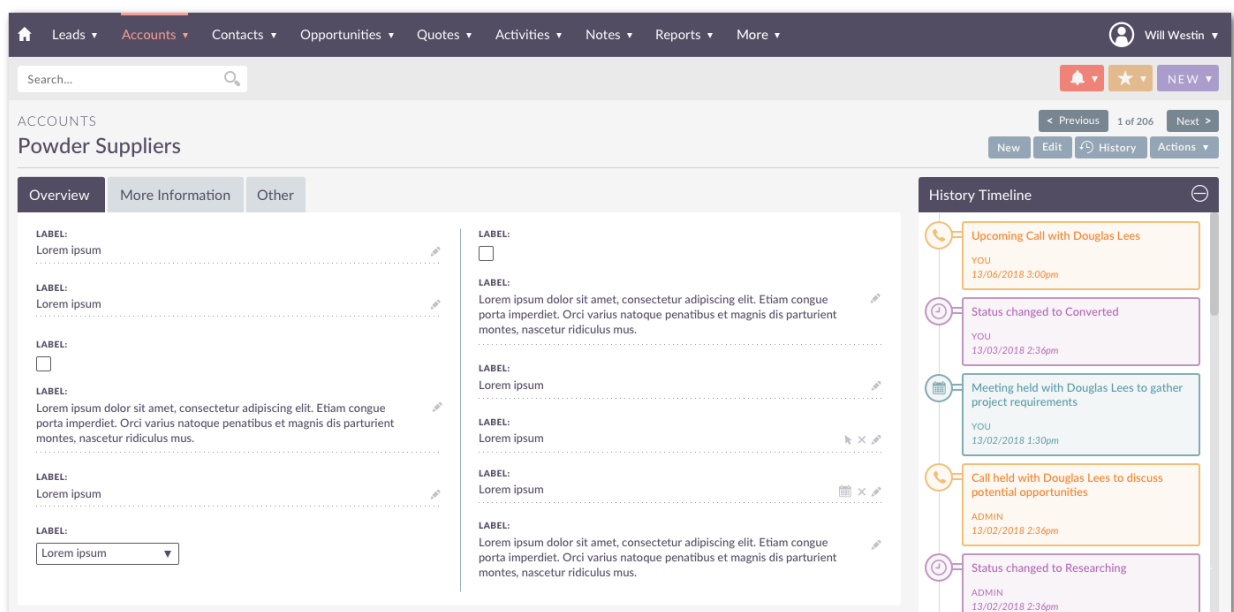 Leads Accounts Contacts Opportunities Quotes Activities Notes Reports More Will Westin
Search...
NEW
ACCOUNTS
Powder Suppliers
< Previous 1 of 206 Next >
New Edit History Actions
Overview More Information Other
LABEL:
Lorem ipsum
LABEL:
Lorem ipsum
LABEL:
LABEL:
Lorem ipsum dolor sit amet, consectetur adipiscing elit. Etiam congue
porta imperdiet. Orci varius natoque penatibus et magnis dis parturient
montes, nascetur ridiculus mus.
LABEL:
Lorem ipsum
LABEL:
Lorem ipsum
LABEL:
LABEL:
Lorem ipsum dolor sit amet, consectetur adipiscing elit. Etiam congue
porta imperdiet. Orci varius natoque penatibus et magnis dis parturient
montes, nascetur ridiculus mus.
LABEL:
Lorem ipsum
LABEL:
Lorem ipsum
LABEL:
Lorem ipsum
LABEL:
Lorem ipsum dolor sit amet, consectetur adipiscing elit. Etiam congue
porta imperdiet. Orci varius natoque penatibus et magnis dis parturient
montes, nascetur ridiculus mus.
History Timeline
Upcoming Call with Douglas Lees
YOU
13/06/2018 3:00pm
Status changed to Converted
YOU
13/03/2018 2:36pm
Meeting held with Douglas Lees to gather
project requirements
YOU
13/02/2018 1:30pm
Call held with Douglas Lees to discuss
potential opportunities
ADMIN
13/02/2018 2:36pm
Status changed to Researching
ADMIN
13/02/2018 2:36pm